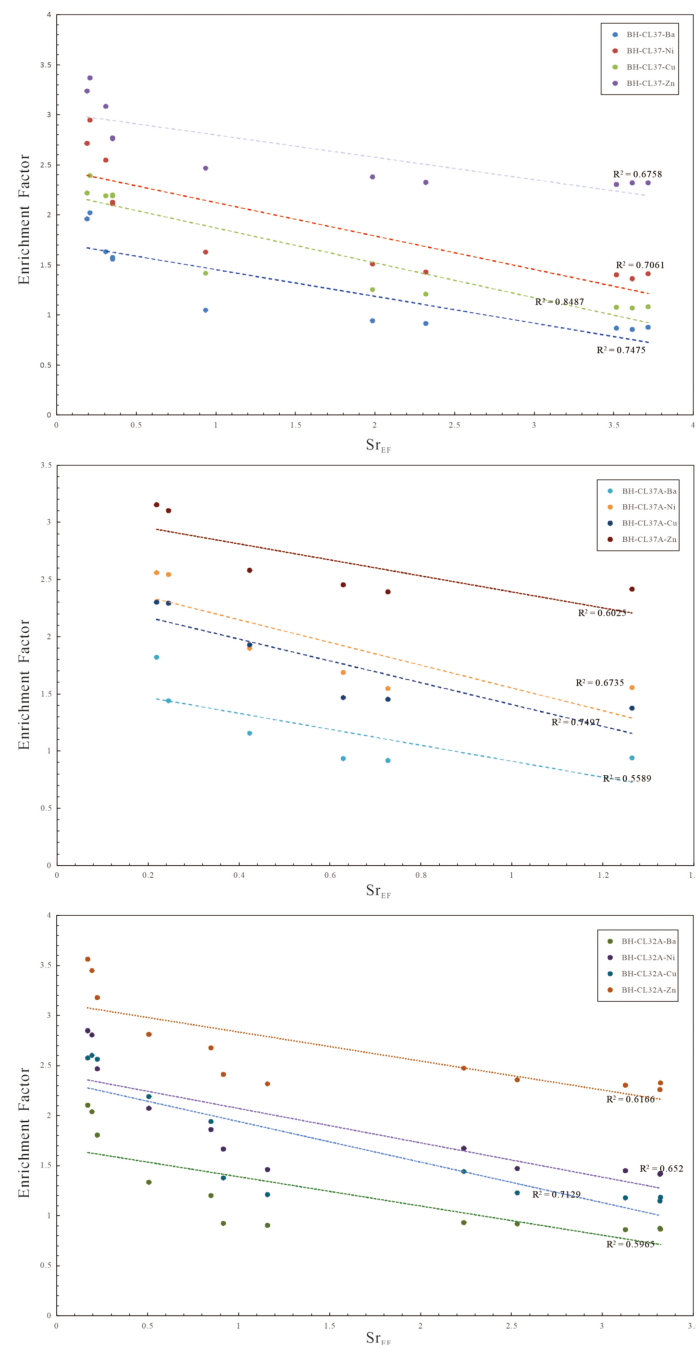 4
3.5
3
2.5
2
1.5
1
0.5
0
Enrichment Factor
BH-CL37-Ba
BH-CL37-Ni
BH-CL37-Cu
BH-CL37-Zn
R² = 0.6758
R² = 0.7061
R² = 0.8487
R² = 0.7475
0 0.5 1 1.5 2 2.5 3 3.5 4
Sr_EF
3.5
3
2.5
2
1.5
1
0.5
0
Enrichment Factor
BH-CL37A-Ba
BH-CL37A-Ni
BH-CL37A-Cu
BH-CL37A-Zn
R² = 0.6025
R² = 0.6735
R² = 0.7497
R² = 0.5589
0 0.2 0.4 0.6 0.8 1 1.2 1.
Sr_EF
4
3.5
3
2.5
2
1.5
1
0.5
0
Enrichment Factor
BH-CL32A-Ba
BH-CL32A-Ni
BH-CL32A-Cu
BH-CL32A-Zn
R² = 0.6166
R² = 0.652
R² = 0.7129
R² = 0.5965
0 0.5 1 1.5 2 2.5 3 3.5
Sr_EF